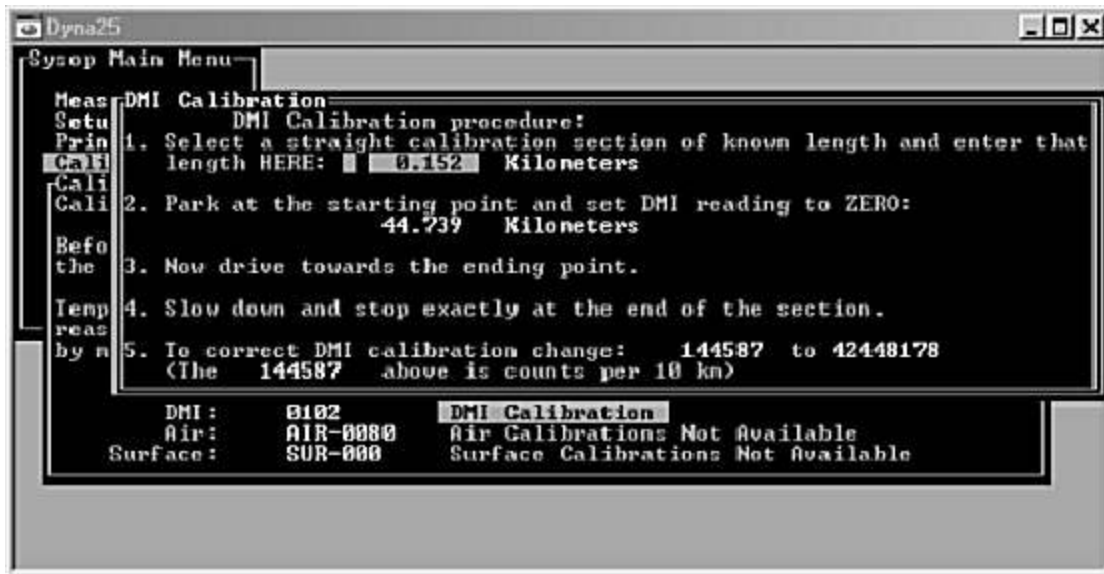 Dyna25
Sysop Main Menu
Meas
DMI Calibration
Setu
DMI Calibration procedure:
Prin
1. Select a straight calibration section of known length and enter that
Cali
length HERE: 0.152 Kilometers
Cali
Cali
2. Park at the starting point and set DMI reading to ZERO:
44.739 Kilometers
Befo
the
3. Now drive towards the ending point.
Temp
4. Slow down and stop exactly at the end of the section.
reas
by m
5. To correct DMI calibration change: 144587 to 42448178
(The 144587 above is counts per 10 km)
DMI: 0102 DMI Calibration
Air: AIR-0080 Air Calibrations Not Available
Surface: SUR-000 Surface Calibrations Not Available